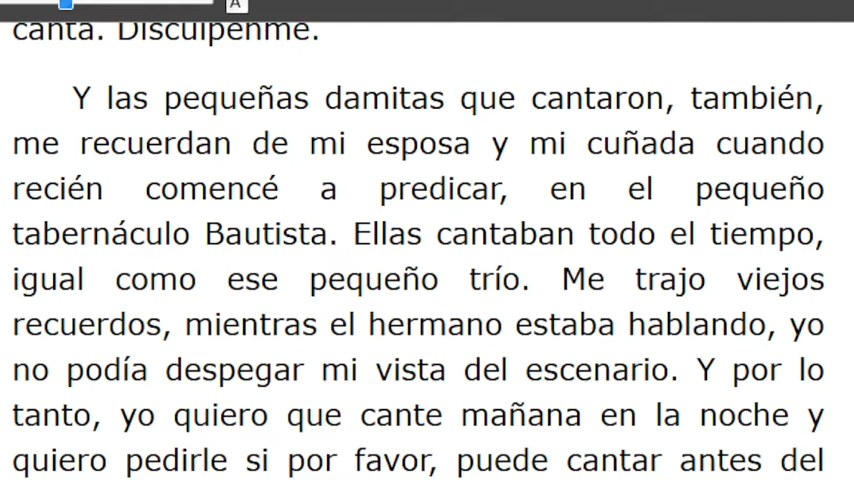 A
canta. Discúlpenme.
Y las pequeñas damitas que cantaron, también,
me recuerdan de mi esposa y mi cuñada cuando
recién comencé a predicar, en el pequeño
tabernáculo Bautista. Ellas cantaban todo el tiempo,
igual como ese pequeño trío. Me trajo viejos
recuerdos, mientras el hermano estaba hablando, yo
no podía despegar mi vista del escenario. Y por lo
tanto, yo quiero que cante mañana en la noche y
quiero pedirle si por favor, puede cantar antes del